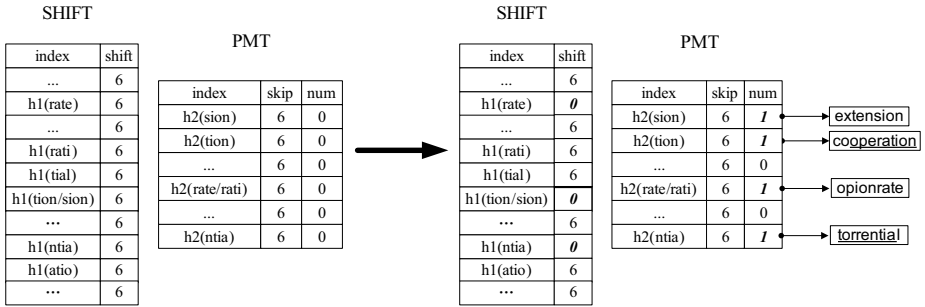 SHIFT
index shift
... 6
h1(rate) 6
... 6
h1(rati) 6
h1(tial) 6
h1(tion/sion) 6
... 6
h1(ntia) 6
h1(atio) 6
... 6
PMT
index skip num
h2(sion) 6 0
h2(tion) 6 0
... 6 0
h2(rate/rati) 6 0
... 6 0
h2(ntia) 6 0
SHIFT
index shift
... 6
h1(rate) 0
... 6
h1(rati) 6
h1(tial) 6
h1(tion/sion) 0
... 6
h1(ntia) 0
h1(atio) 6
... 6
PMT
index skip num
h2(sion) 6 1 extension
h2(tion) 6 1 cooperation
... 6 0
h2(rate/rati) 6 1 opionrate
... 6 0
h2(ntia) 6 1 torrential